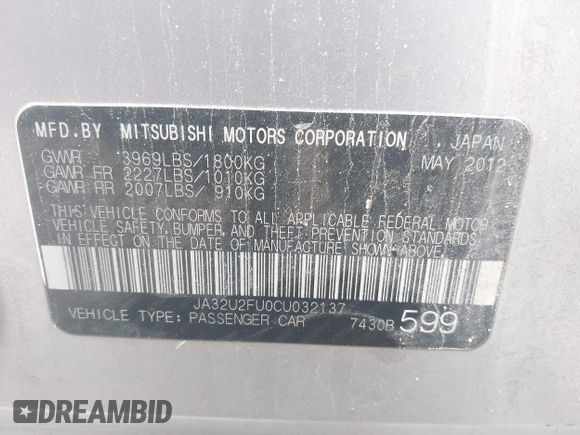 MFD.BY MITSUBISHI MOTORS CORPORATION JAPAN
GVWR 3969LBS/1800KG MAY 2012
GAWR FR 2227LBS/1010KG
GAWR RR 2007LBS/ 910KG
THIS VEHICLE CONFORMS TO ALL APPLICABLE FEDERAL MOTOR
VEHICLE SAFETY, BUMPER, AND THEFT PREVENTION STANDARDS
IN EFFECT ON THE DATE OF MANUFACTURE SHOWN ABOVE.
JA32U2FU0CU032137
VEHICLE TYPE: PASSENGER CAR 7430B 599
DREAMBID